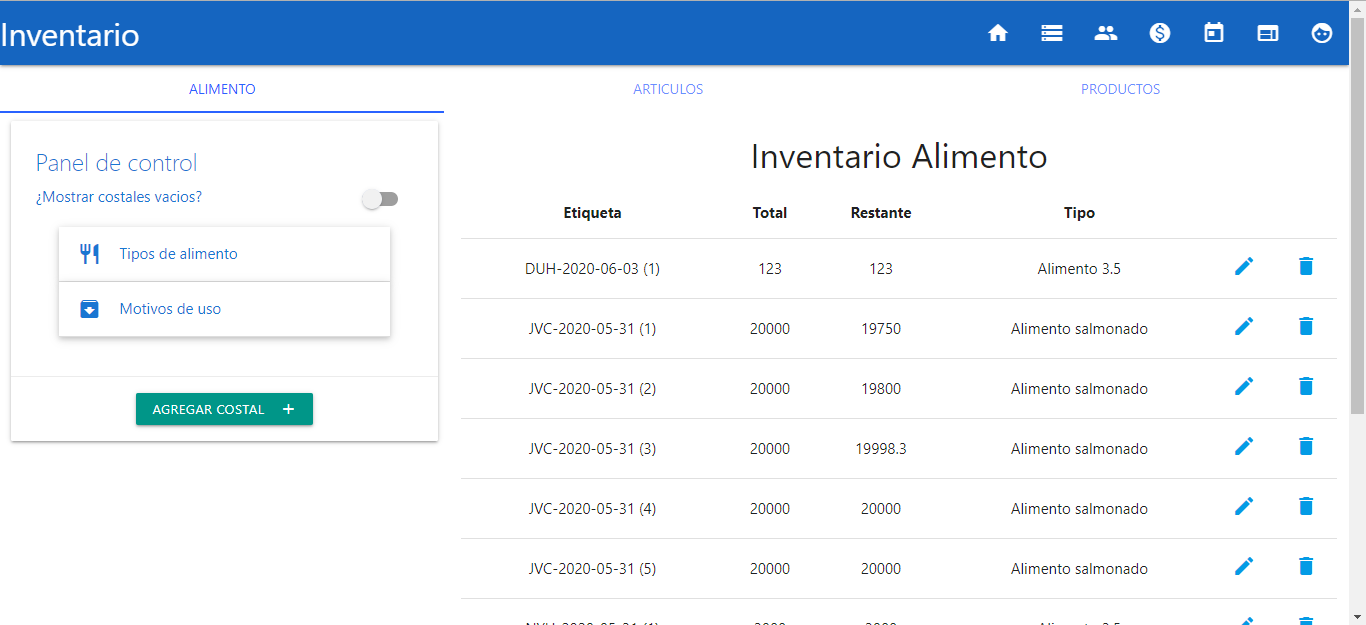 Inventario
ALIMENTO ARTICULOS PRODUCTOS
Panel de control
¿Mostrar costales vacios?
Tipos de alimento
Motivos de uso
AGREGAR COSTAL +
Inventario Alimento
Etiqueta Total Restante Tipo
DUH-2020-06-03 (1) 123 123 Alimento 3.5
JVC-2020-05-31 (1) 20000 19750 Alimento salmonado
JVC-2020-05-31 (2) 20000 19800 Alimento salmonado
JVC-2020-05-31 (3) 20000 19998.3 Alimento salmonado
JVC-2020-05-31 (4) 20000 20000 Alimento salmonado
JVC-2020-05-31 (5) 20000 20000 Alimento salmonado